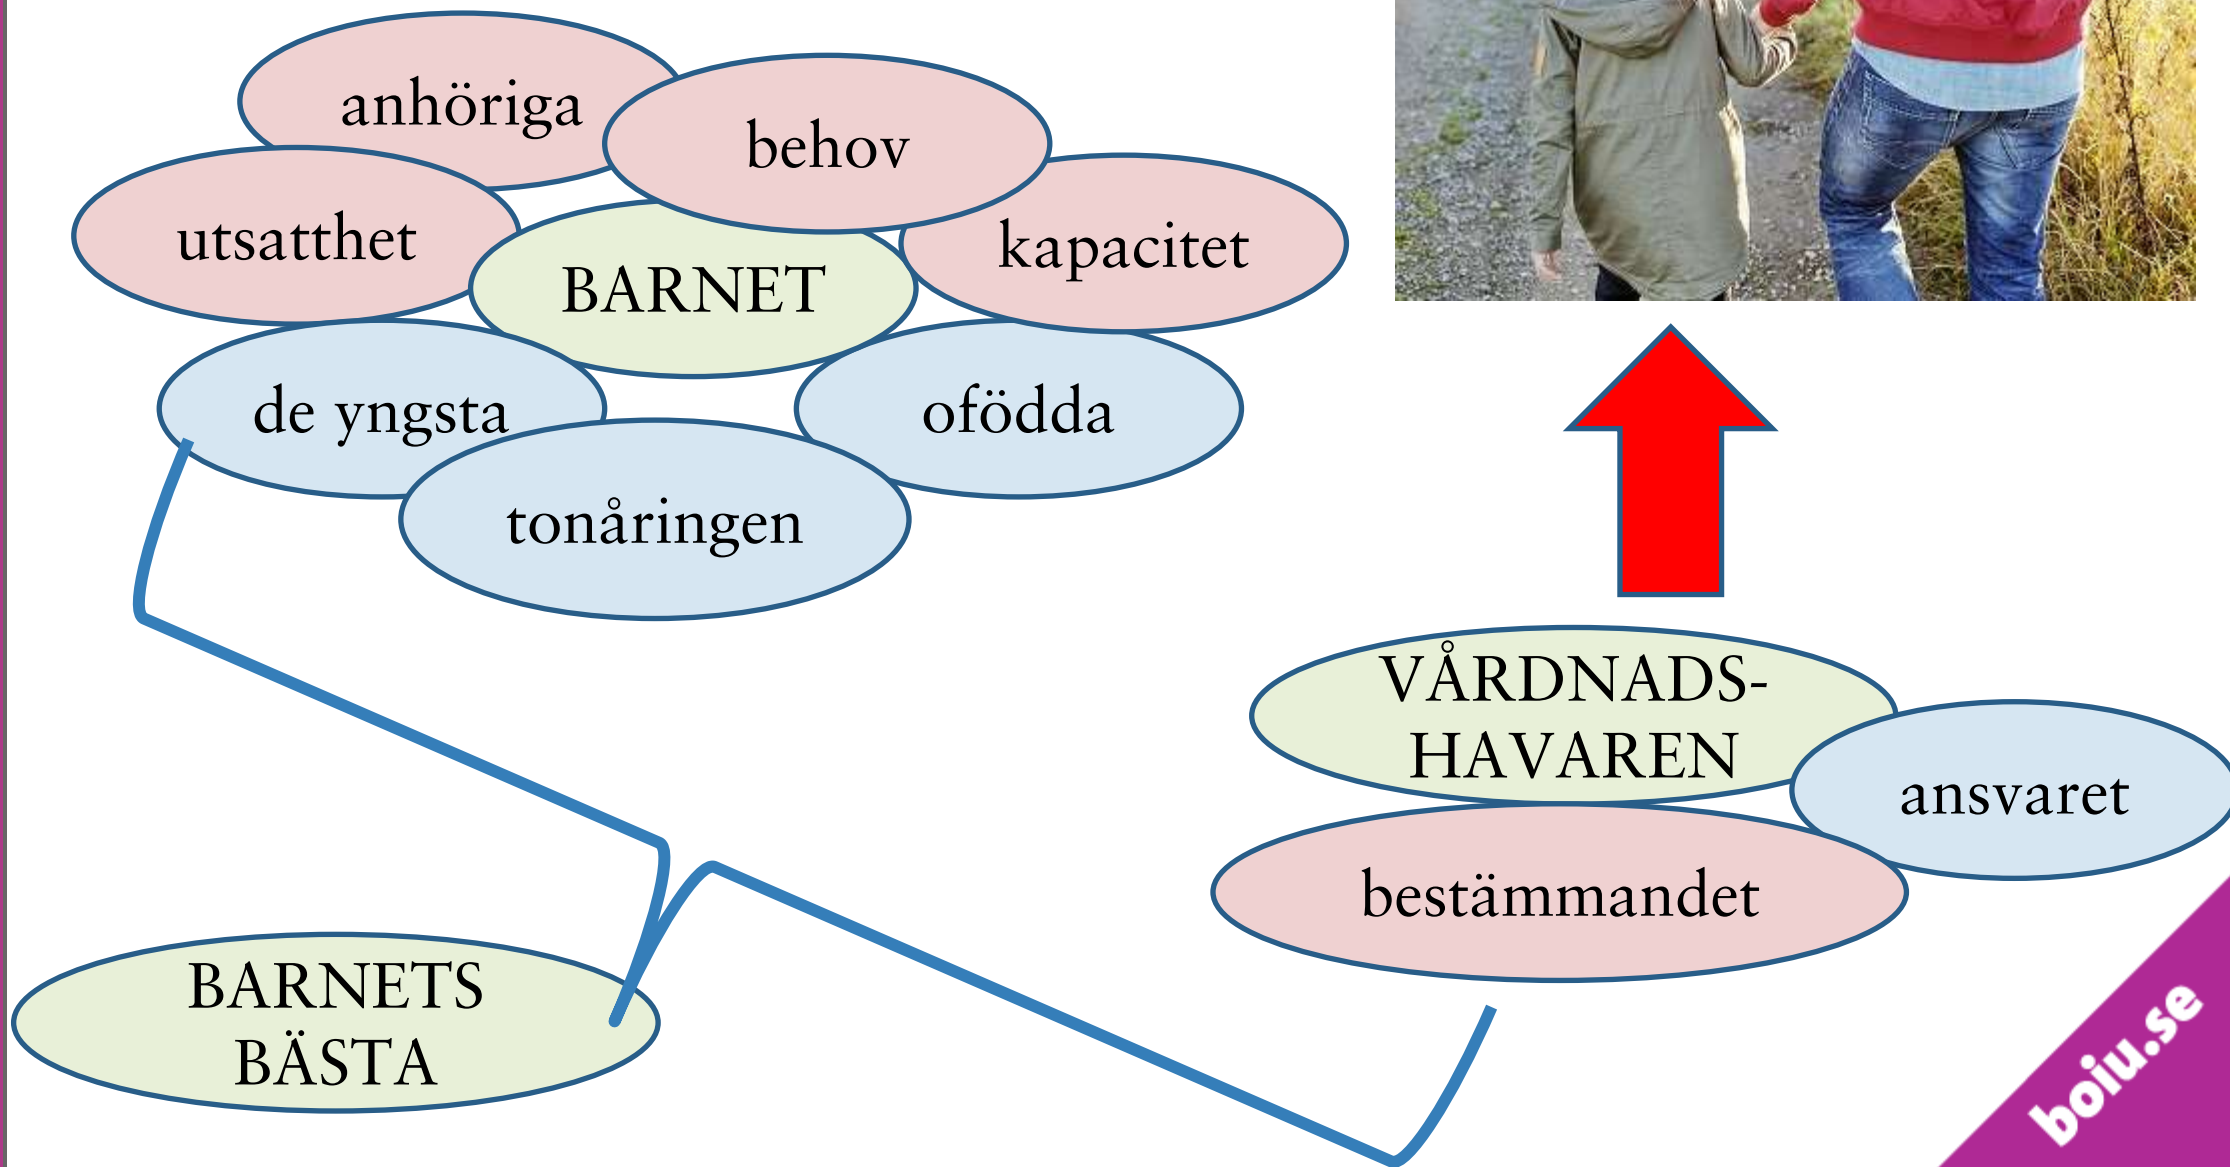 anhöriga
behov
utsatthet
kapacitet
BARNET
de yngsta
ofödda
tonåringen
VÅRDNADS-
HAVAREN
ansvaret
bestämmandet
BARNETS
BÄSTA
boiu.se